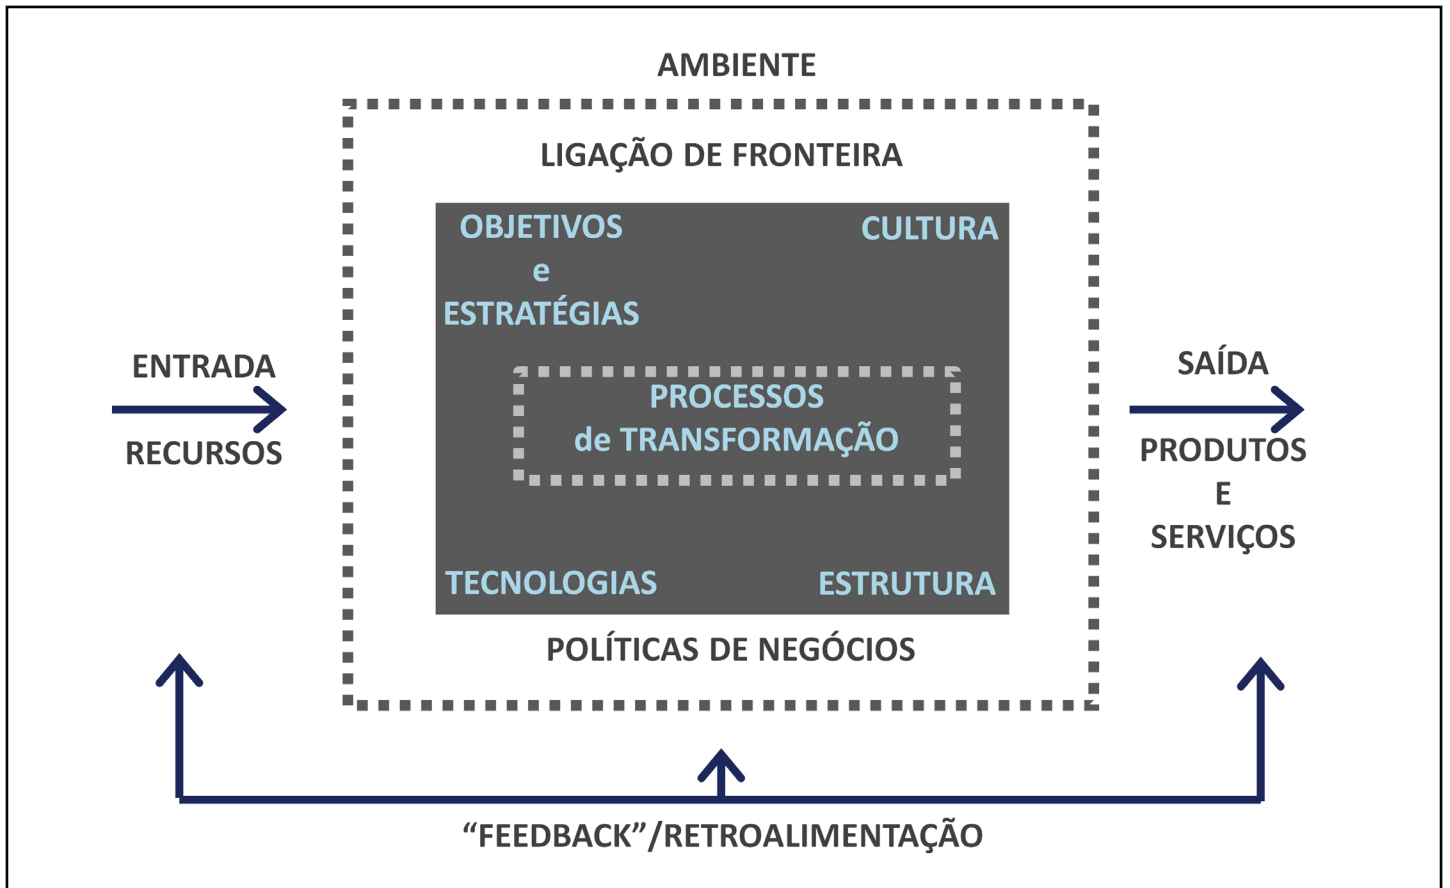 AMBIENTE
LIGAÇÃO DE FRONTEIRA
OBJETIVOS
e
ESTRATÉGIAS
CULTURA
ENTRADA
RECURSOS
PROCESSOS
de TRANSFORMAÇÃO
SAÍDA
PRODUTOS
E
SERVIÇOS
TECNOLOGIAS
ESTRUTURA
POLÍTICAS DE NEGÓCIOS
“FEEDBACK”/RETROALIMENTAÇÃO